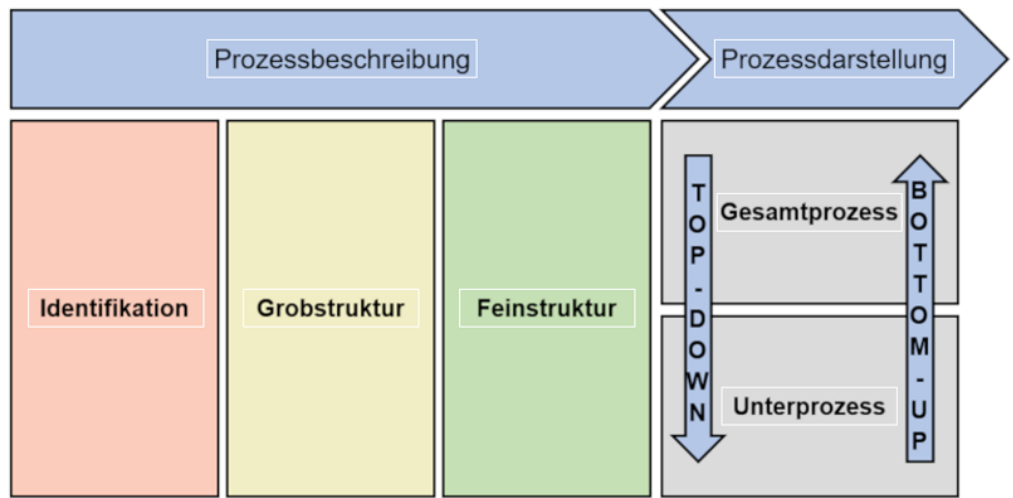 Prozessbeschreibung
Prozessdarstellung
Identifikation
Grobstruktur
Feinstruktur
TOP-DOWN
Gesamtprozess
Unterprozess
BOTTOM-UP